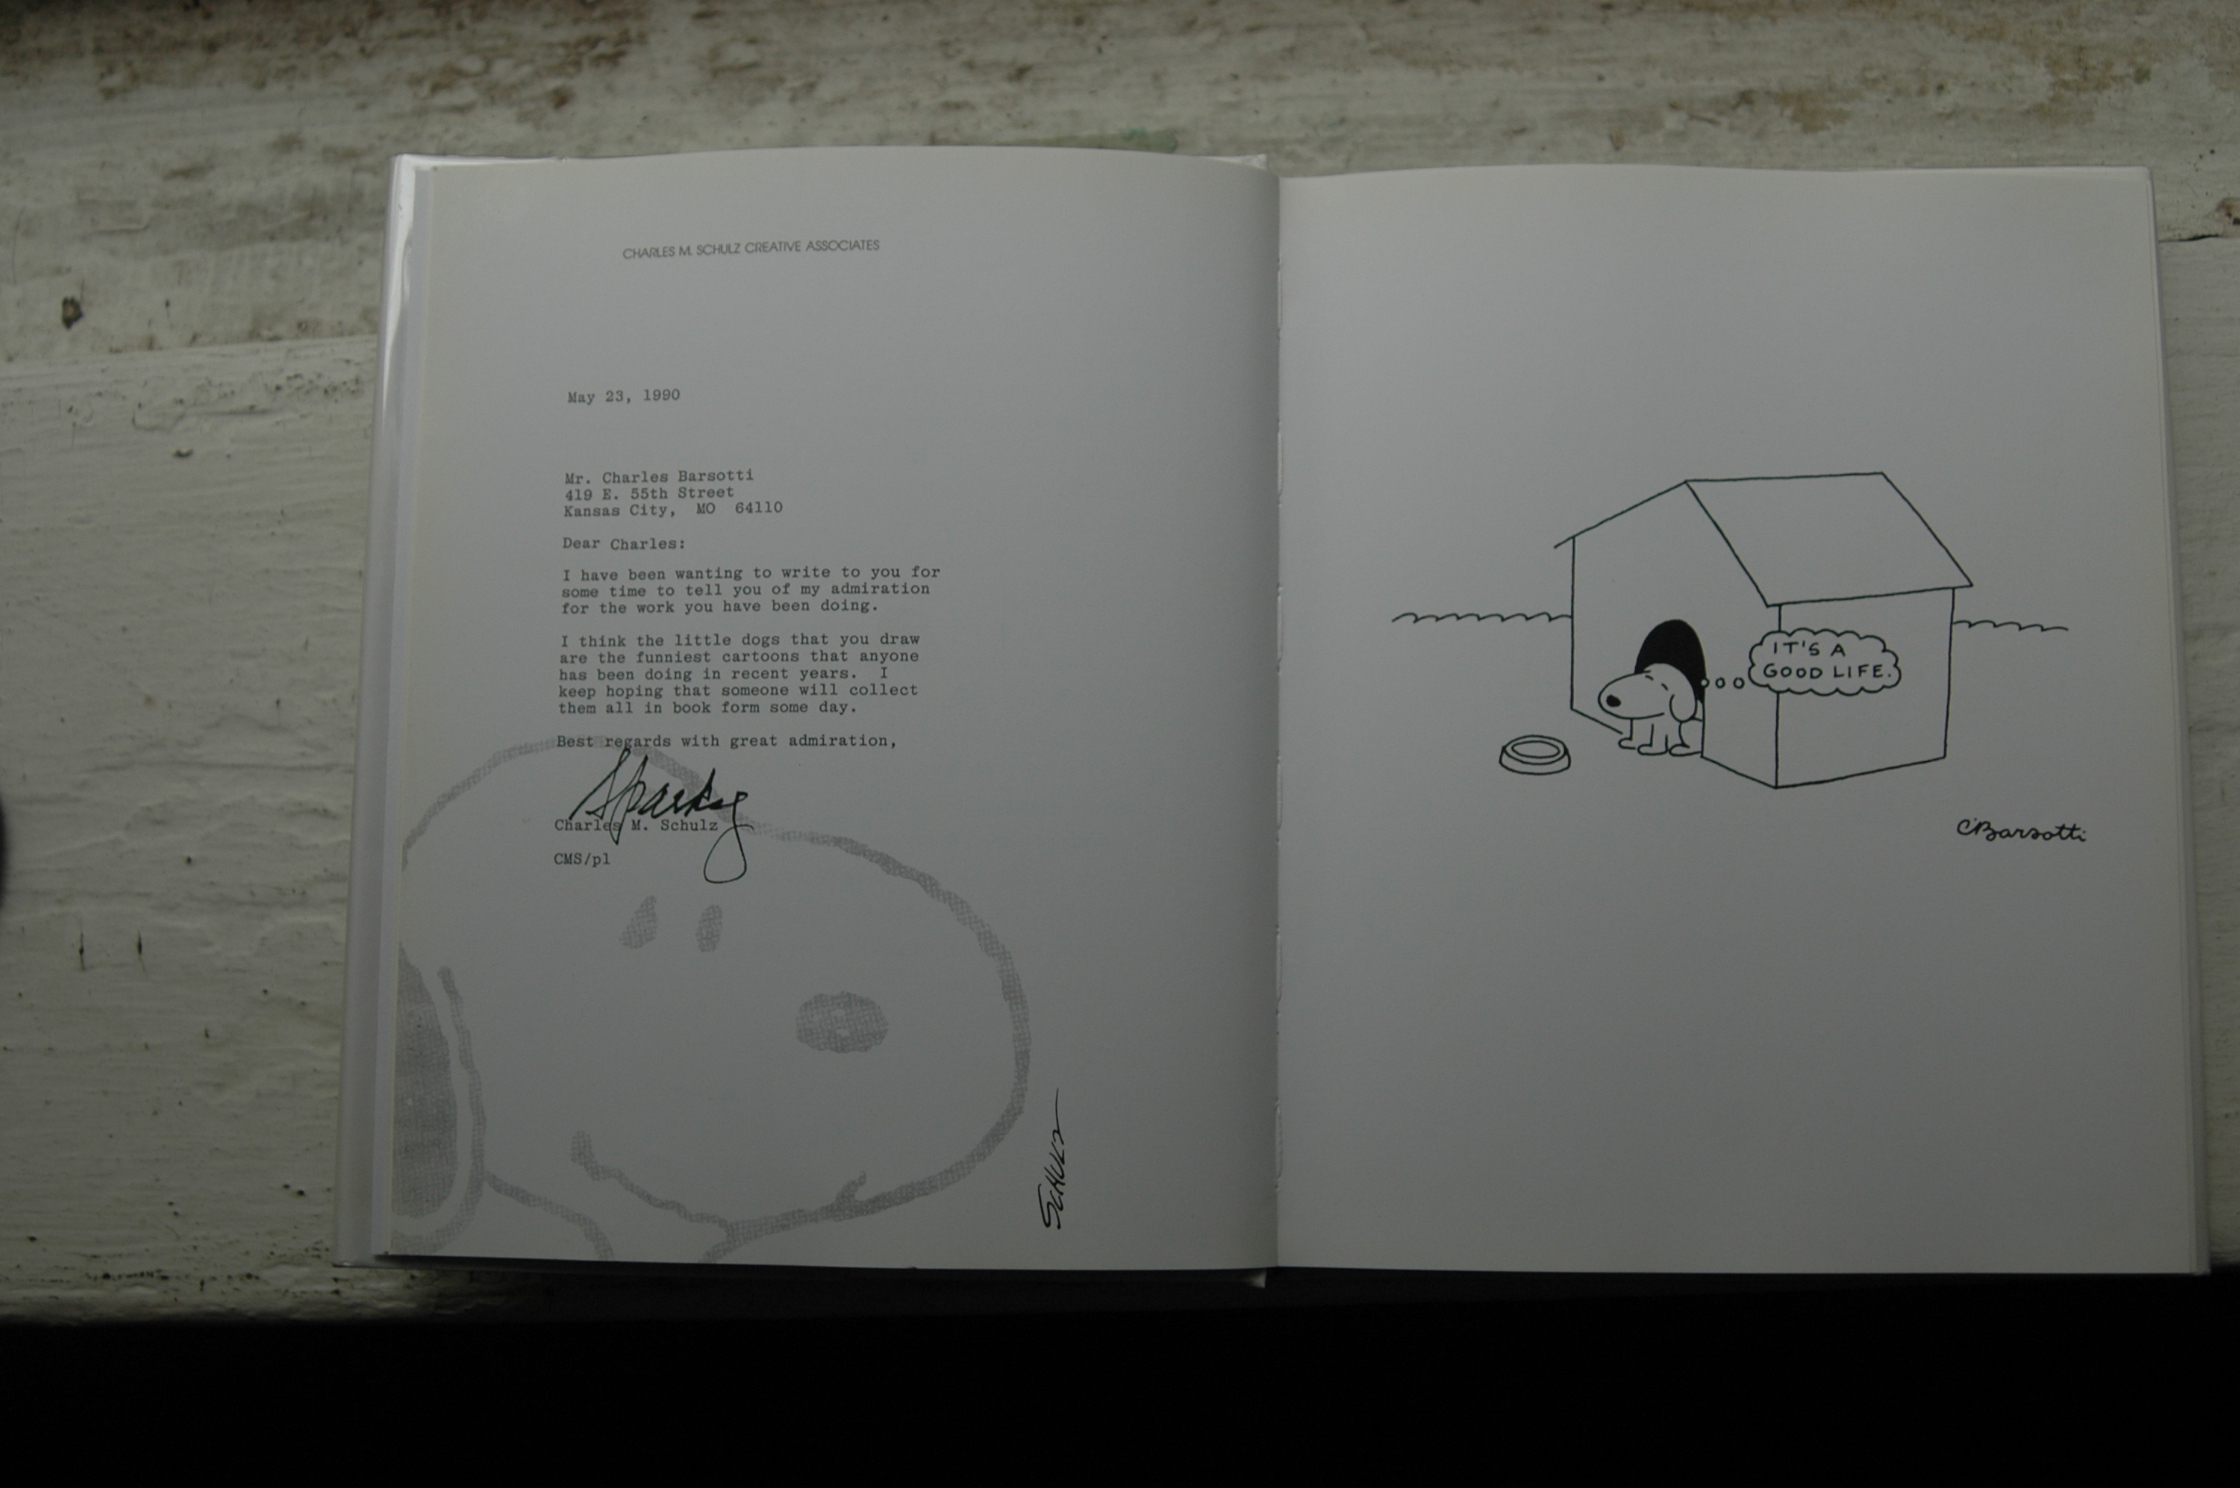 CHARLES M. SCHULZ CREATIVE ASSOCIATES
May 23, 1990
Mr. Charles Barsotti
419 E. 55th Street
Kansas City, MO 64110
Dear Charles:
I have been wanting to write to you for
some time to tell you of my admiration
for the work you have been doing.
I think the little dogs that you draw
are the funniest cartoons that anyone
has been doing in recent years. I
keep hoping that someone will collect
them all in book form some day.
Best regards with great admiration,
Sparky
Charles M. Schulz
CMS/pl
SCHULZ
IT'S A
GOOD LIFE.
CBarsotti